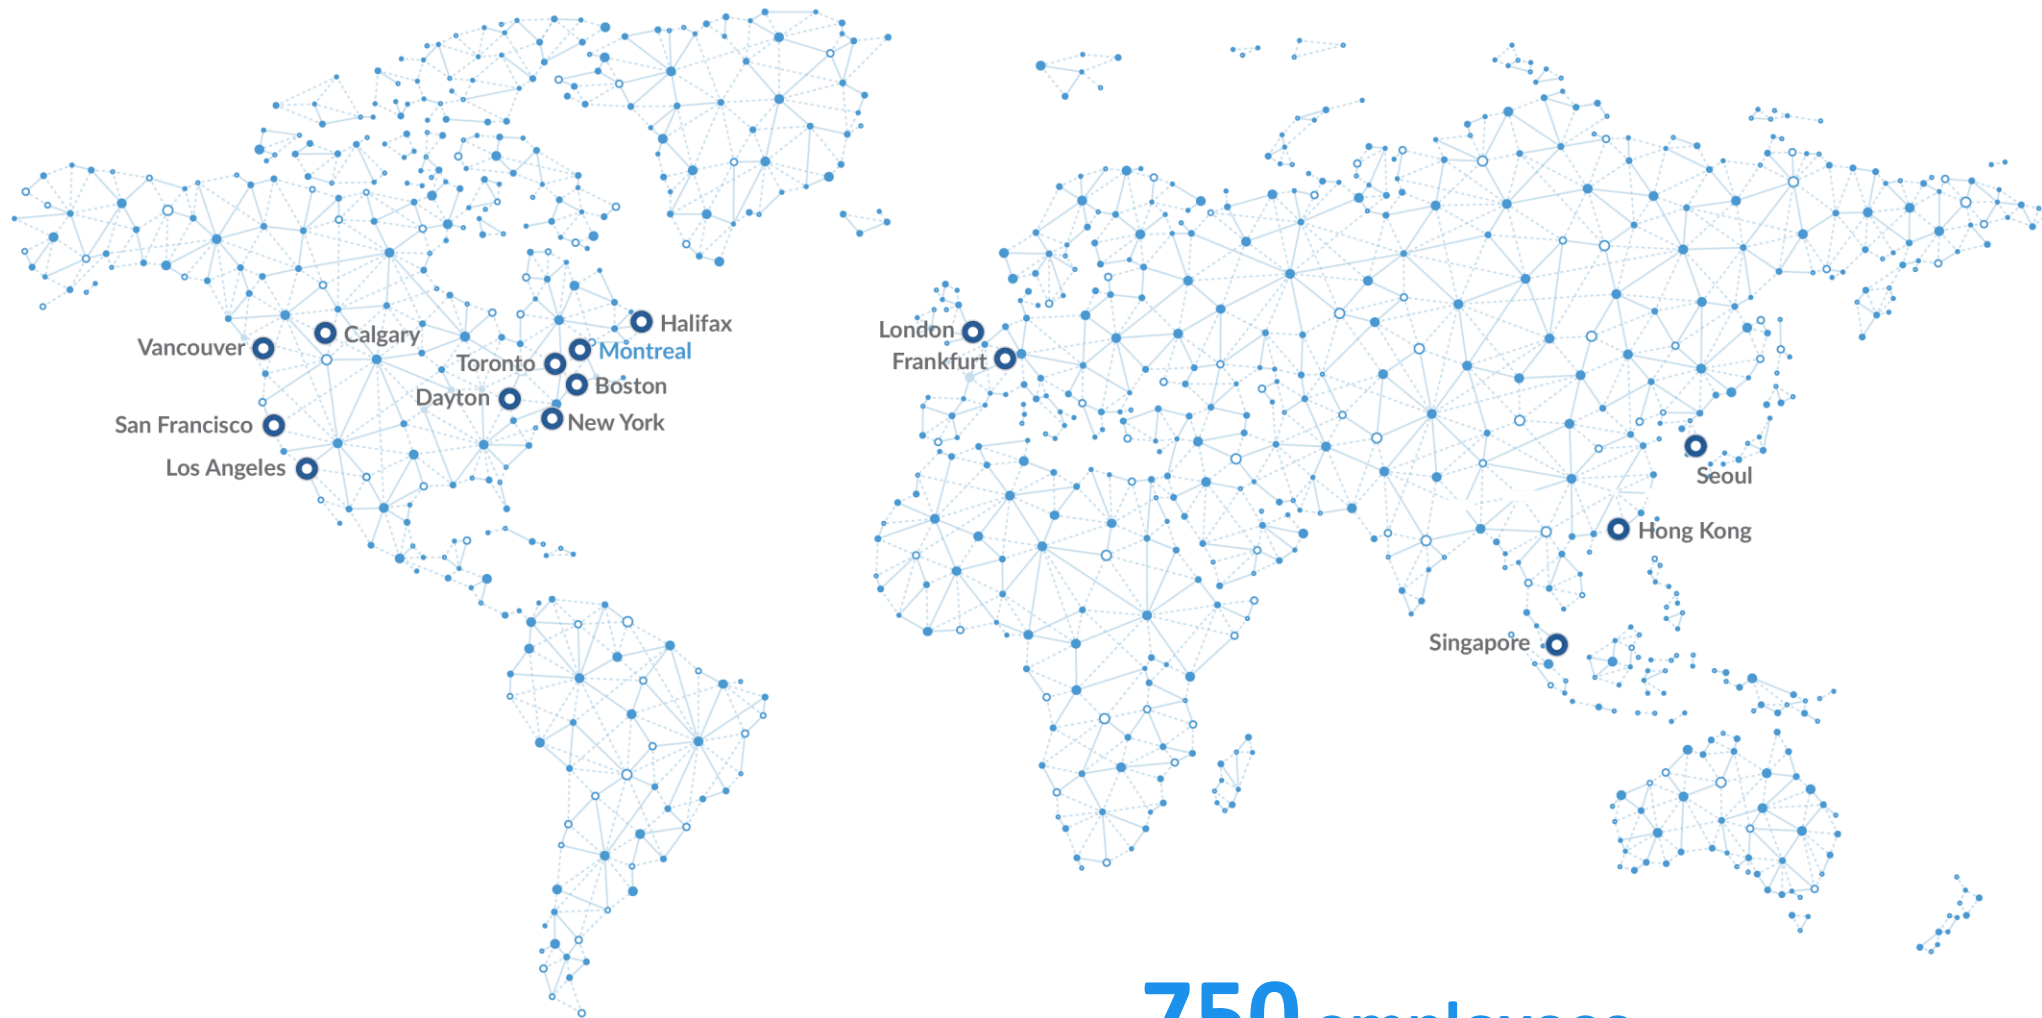 Halifax
Vancouver
Calgary
London
Toronto
Montreal
Frankfurt
Dayton
Boston
San Francisco
New York
Los Angeles
Seoul
Hong Kong
Singapore
750 employees